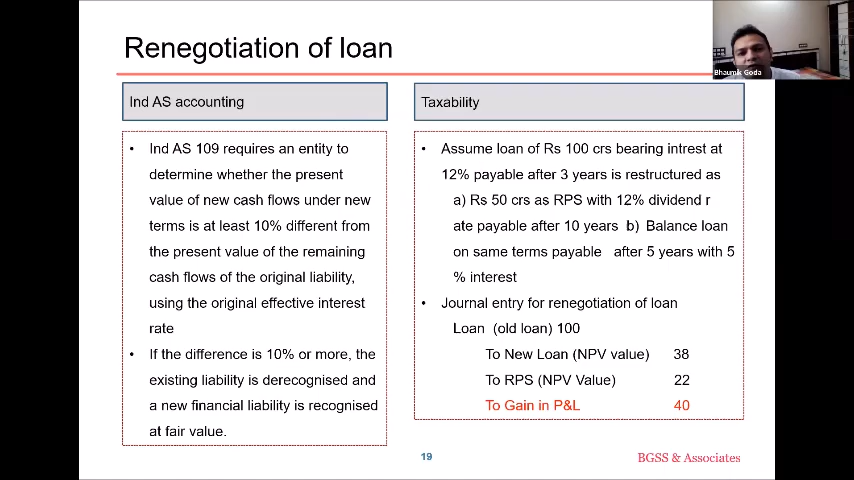 Renegotiation of loan
Bhaumik Goda
Ind AS accounting
• Ind AS 109 requires an entity to
determine whether the present
value of new cash flows under new
terms is at least 10% different from
the present value of the remaining
cash flows of the original liability,
using the original effective interest
rate
• If the difference is 10% or more, the
existing liability is derecognised and
a new financial liability is recognised
at fair value.
Taxability
• Assume loan of Rs 100 crs bearing intrest at
12% payable after 3 years is restructured as
a) Rs 50 crs as RPS with 12% dividend r
ate payable after 10 years b) Balance loan
on same terms payable after 5 years with 5
% interest
• Journal entry for renegotiation of loan
Loan (old loan) 100
To New Loan (NPV value) 38
To RPS (NPV Value) 22
To Gain in P&L 40
19
BGSS & Associates